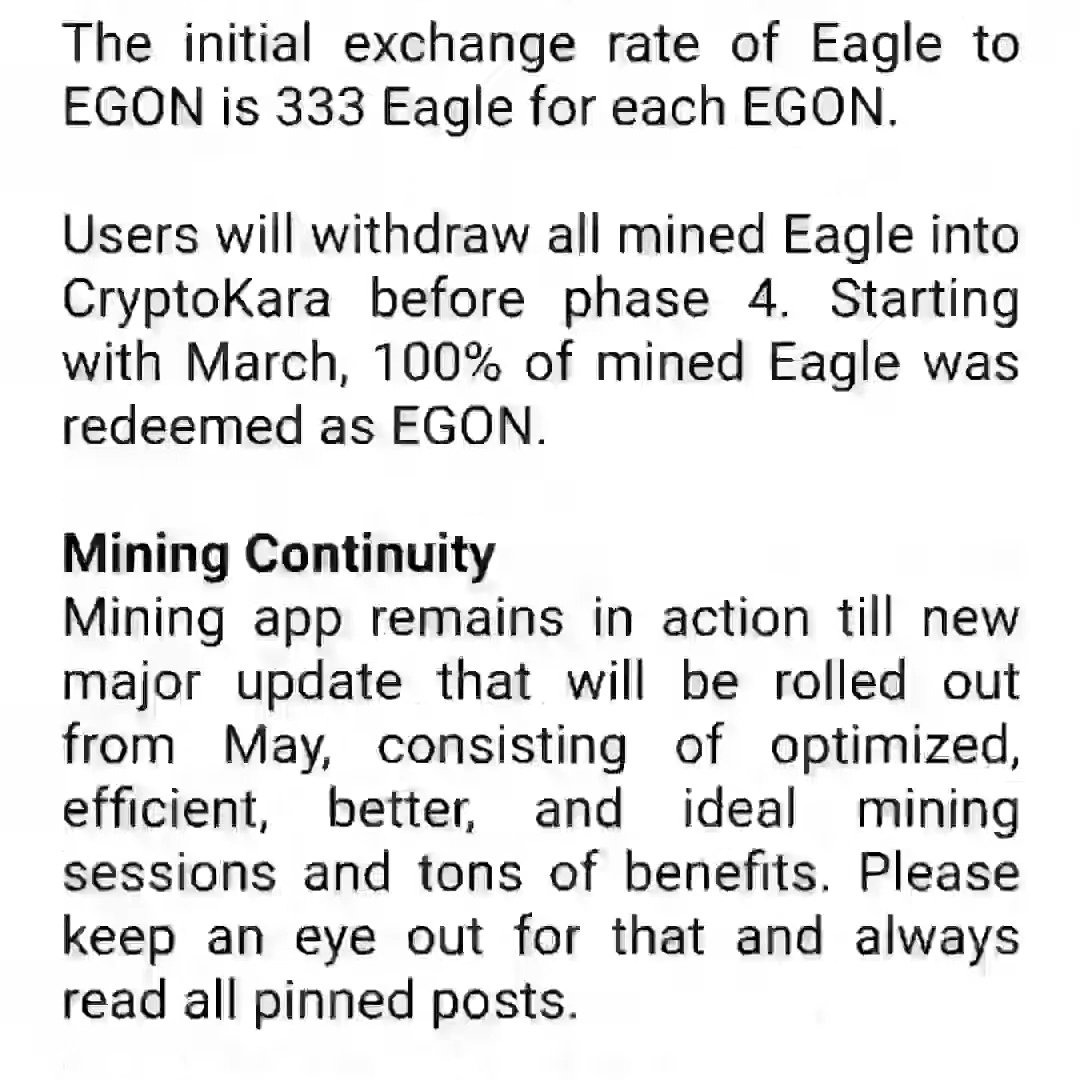 The initial exchange rate of Eagle to
EGON is 333 Eagle for each EGON.
Users will withdraw all mined Eagle into
CryptoKara before phase 4. Starting
with March, 100% of mined Eagle was
redeemed as EGON.
Mining Continuity
Mining app remains in action till new
major update that will be rolled out
from May, consisting of optimized,
efficient, better, and ideal mining
sessions and tons of benefits. Please
keep an eye out for that and always
read all pinned posts.